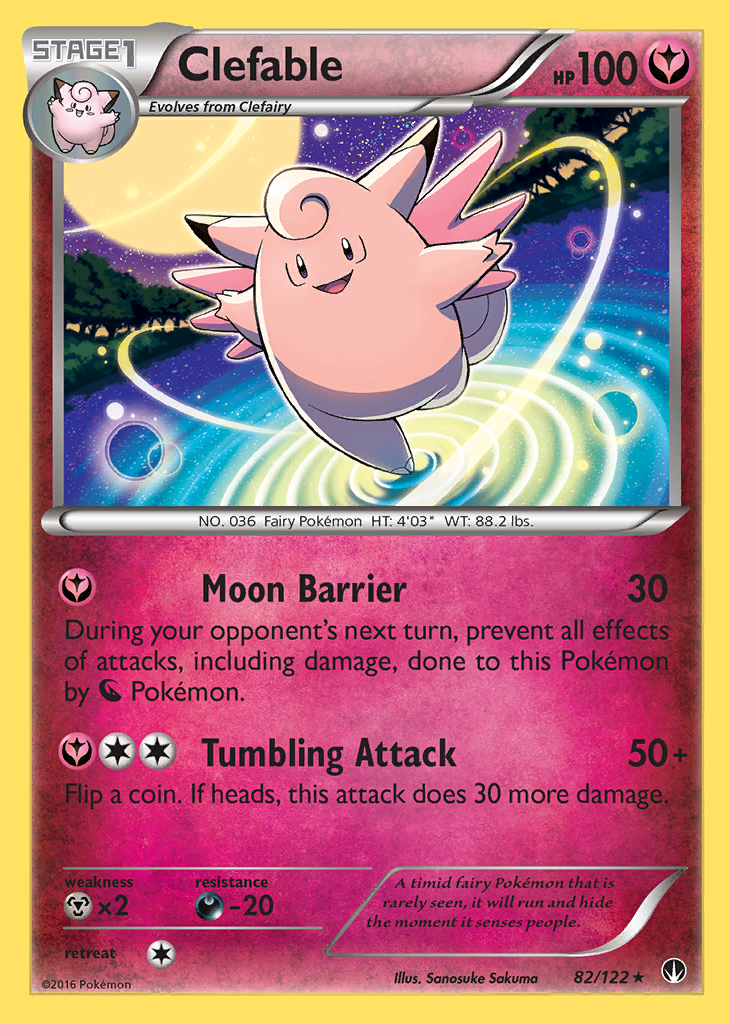 STAGE1
Clefable
HP100
Evolves from Clefairy
NO. 036 Fairy Pokémon HT: 4'03" WT: 88.2 lbs.
Moon Barrier 30
During your opponent's next turn, prevent all effects
of attacks, including damage, done to this Pokémon
by Pokémon.
Tumbling Attack 50+
Flip a coin. If heads, this attack does 30 more damage.
weakness
×2
resistance
-20
retreat
A timid fairy Pokémon that is
rarely seen, it will run and hide
the moment it senses people.
©2016 Pokémon
Illus. Sanosuke Sakuma
82/122 ★